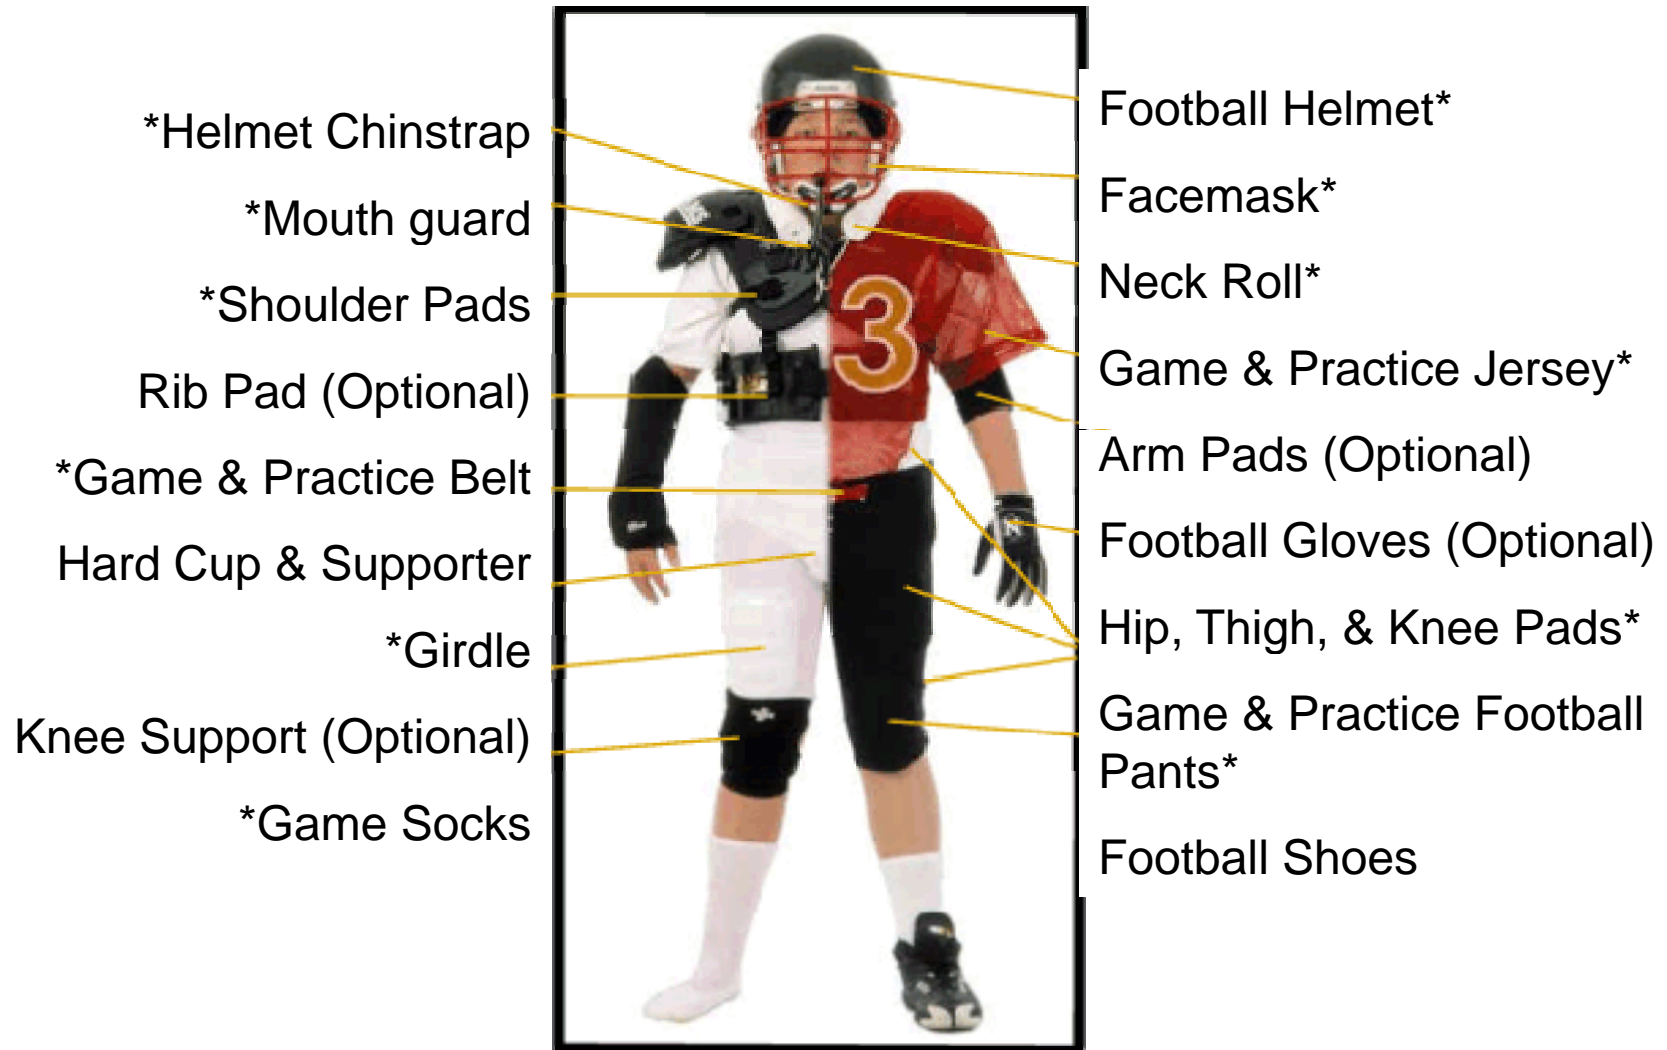 *Helmet Chinstrap
*Mouth guard
*Shoulder Pads
Rib Pad (Optional)
*Game & Practice Belt
Hard Cup & Supporter
*Girdle
Knee Support (Optional)
*Game Socks
3
Football Helmet*
Facemask*
Neck Roll*
Game & Practice Jersey*
Arm Pads (Optional)
Football Gloves (Optional)
Hip, Thigh, & Knee Pads*
Game & Practice Football
Pants*
Football Shoes